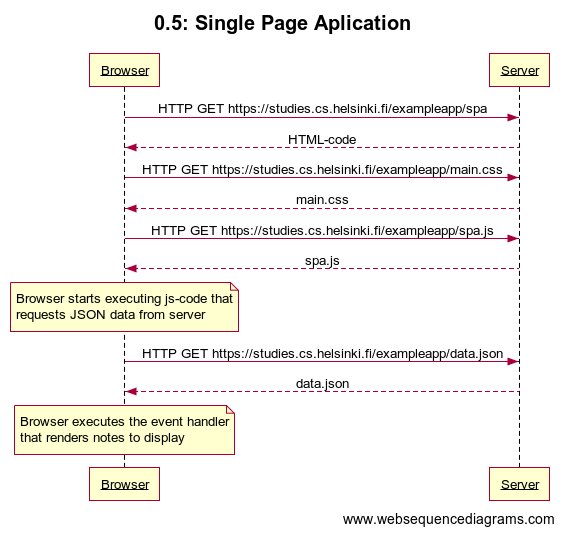 0.5: Single Page Aplication
Browser
Server
HTTP GET https://studies.cs.helsinki.fi/exampleapp/spa
HTML-code
HTTP GET https://studies.cs.helsinki.fi/exampleapp/main.css
main.css
HTTP GET https://studies.cs.helsinki.fi/exampleapp/spa.js
spa.js
Browser starts executing js-code that
requests JSON data from server
HTTP GET https://studies.cs.helsinki.fi/exampleapp/data.json
data.json
Browser executes the event handler
that renders notes to display
Browser
Server
www.websequencediagrams.com